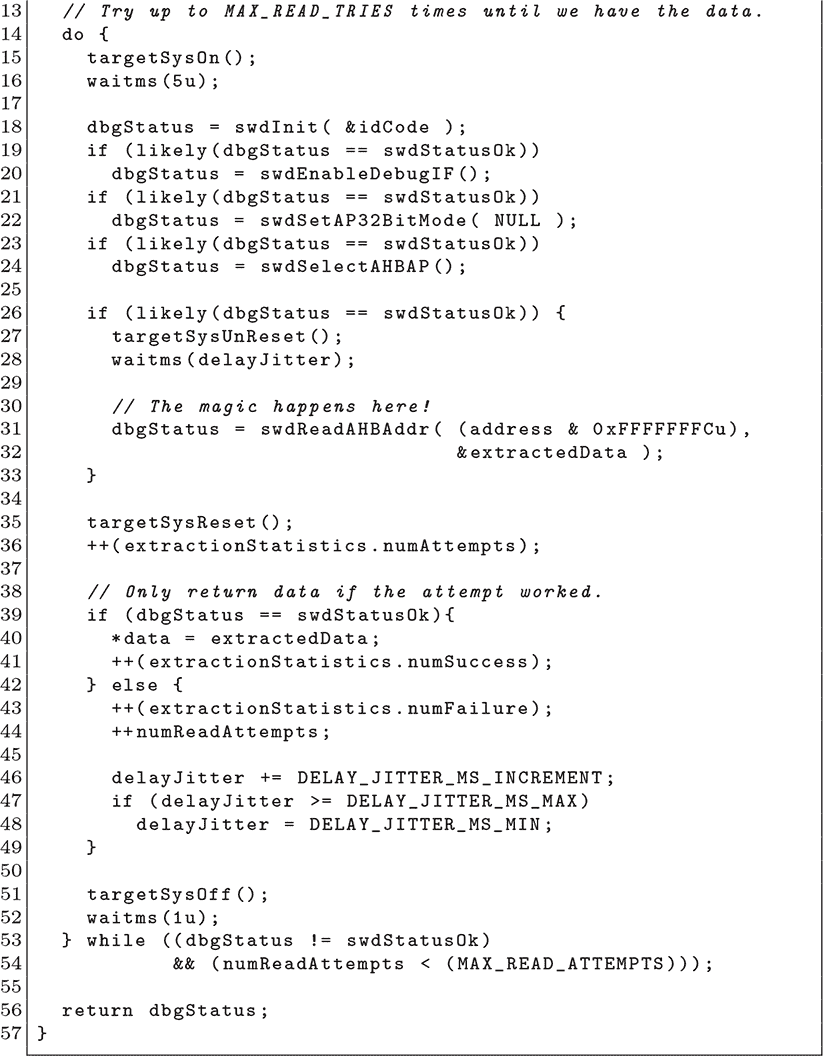 13 // Try up to MAX_READ_TRIES times until we have the data.
14 do {
15 targetSysOn();
16 waitms(5u);
17
18 dbgStatus = swdInit( &idCode );
19 if (likely(dbgStatus == swdStatusOk))
20 dbgStatus = swdEnableDebugIF();
21 if (likely(dbgStatus == swdStatusOk))
22 dbgStatus = swdSetAP32BitMode( NULL );
23 if (likely(dbgStatus == swdStatusOk))
24 dbgStatus = swdSelectAHBAP();
25
26 if (likely(dbgStatus == swdStatusOk)) {
27 targetSysUnReset();
28 waitms(delayJitter);
29
30 // The magic happens here!
31 dbgStatus = swdReadAHBAddr( (address & 0xFFFFFFFCu),
32 &extractedData );
33 }
34
35 targetSysReset();
36 ++(extractionStatistics.numAttempts);
37
38 // Only return data if the attempt worked.
39 if (dbgStatus == swdStatusOk){
40 *data = extractedData;
41 ++(extractionStatistics.numSuccess);
42 } else {
43 ++(extractionStatistics.numFailure);
44 ++numReadAttempts;
45
46 delayJitter += DELAY_JITTER_MS_INCREMENT;
47 if (delayJitter >= DELAY_JITTER_MS_MAX)
48 delayJitter = DELAY_JITTER_MS_MIN;
49 }
50
51 targetSysOff();
52 waitms(1u);
53 } while ((dbgStatus != swdStatusOk)
54 && (numReadAttempts < (MAX_READ_ATTEMPTS)));
55
56 return dbgStatus;
57 }